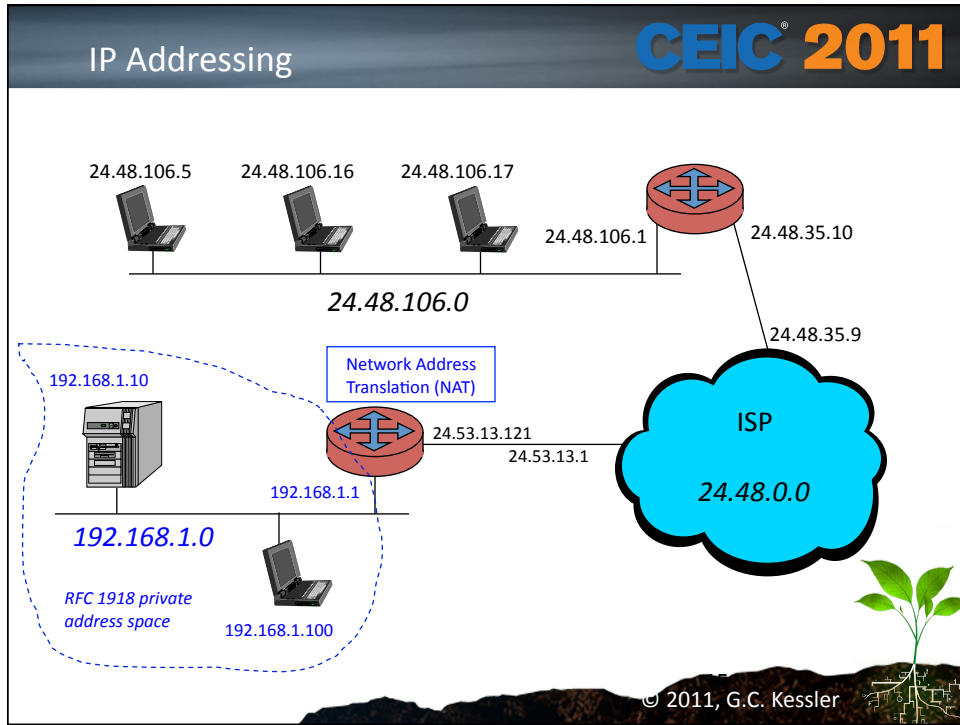 IP Addressing
CEIC® 2011
24.48.106.5
24.48.106.16
24.48.106.17
24.48.106.1
24.48.35.10
24.48.106.0
24.48.35.9
Network Address
Translation (NAT)
192.168.1.10
24.53.13.121
24.53.13.1
ISP
24.48.0.0
192.168.1.1
192.168.1.0
RFC 1918 private
address space
192.168.1.100
© 2011, G.C. Kessler